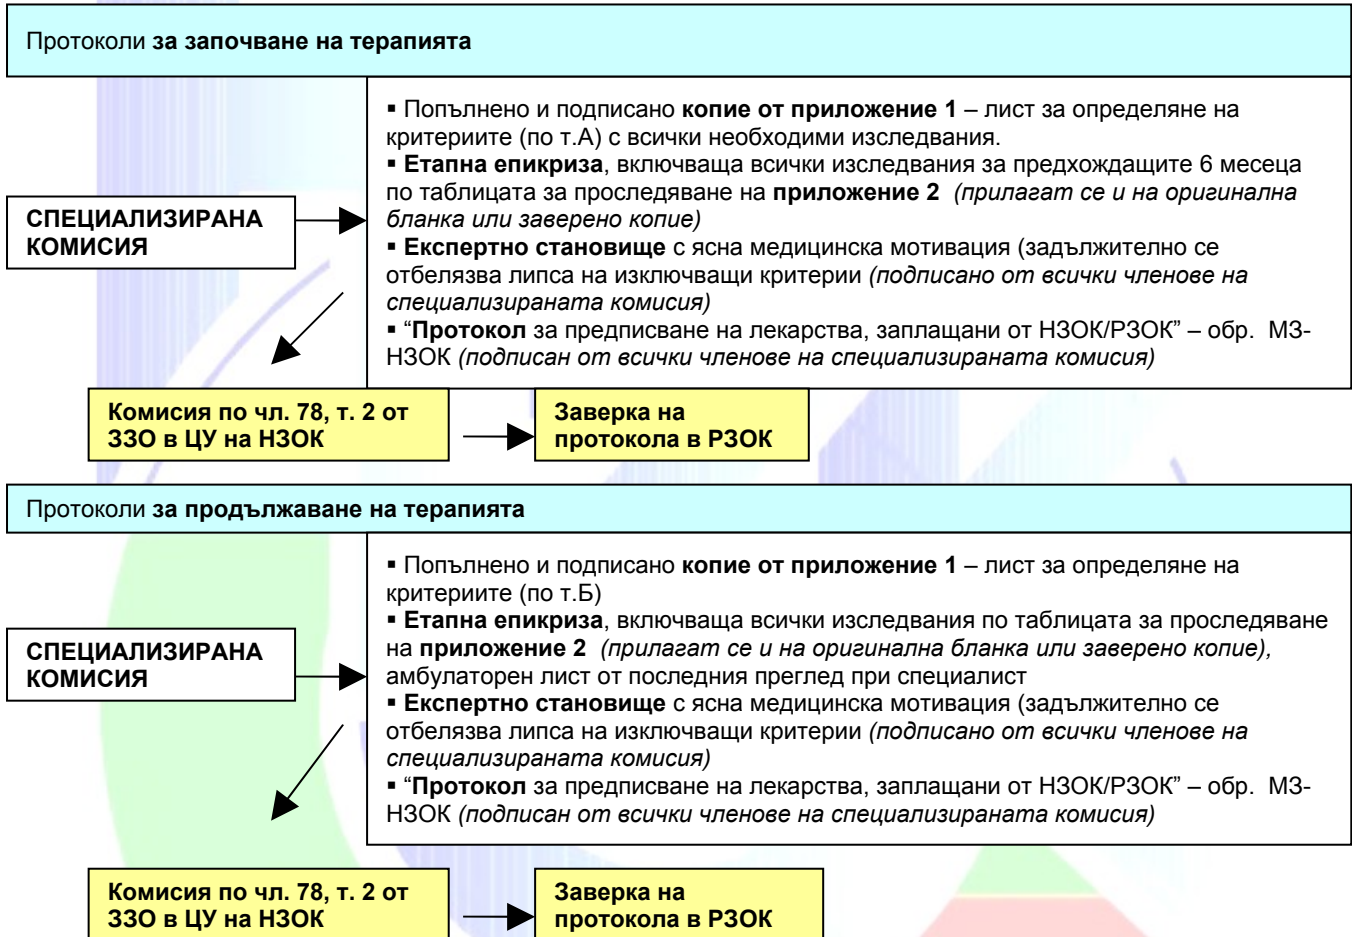 Протоколи за започване на терапията
▪ Попълнено и подписано копие от приложение 1 – лист за определяне на
критериите (по т.А) с всички необходими изследвания.
▪ Етапна епикриза, включваща всички изследвания за предхождащите 6 месеца
по таблицата за проследяване на приложение 2 (прилагат се и на оригинална
бланка или заверено копие)
▪ Експертно становище с ясна медицинска мотивация (задължително се
отбелязва липса на изключващи критерии (подписано от всички членове на
специализираната комисия)
▪ “Протокол за предписване на лекарства, заплащани от НЗОК/РЗОК” – обр. МЗ-
НЗОК (подписан от всички членове на специализираната комисия)
СПЕЦИАЛИЗИРАНА
КОМИСИЯ
Комисия по чл. 78, т. 2 от
ЗЗО в ЦУ на НЗОК
Заверка на
протокола в РЗОК
Протоколи за продължаване на терапията
▪ Попълнено и подписано копие от приложение 1 – лист за определяне на
критериите (по т.Б)
▪ Етапна епикриза, включваща всички изследвания по таблицата за проследяване
на приложение 2 (прилагат се и на оригинална бланка или заверено копие),
амбулаторен лист от последния преглед при специалист
▪ Експертно становище с ясна медицинска мотивация (задължително се
отбелязва липса на изключващи критерии (подписано от всички членове на
специализираната комисия)
▪ “Протокол за предписване на лекарства, заплащани от НЗОК/РЗОК” – обр. МЗ-
НЗОК (подписан от всички членове на специализираната комисия)
СПЕЦИАЛИЗИРАНА
КОМИСИЯ
Комисия по чл. 78, т. 2 от
ЗЗО в ЦУ на НЗОК
Заверка на
протокола в РЗОК